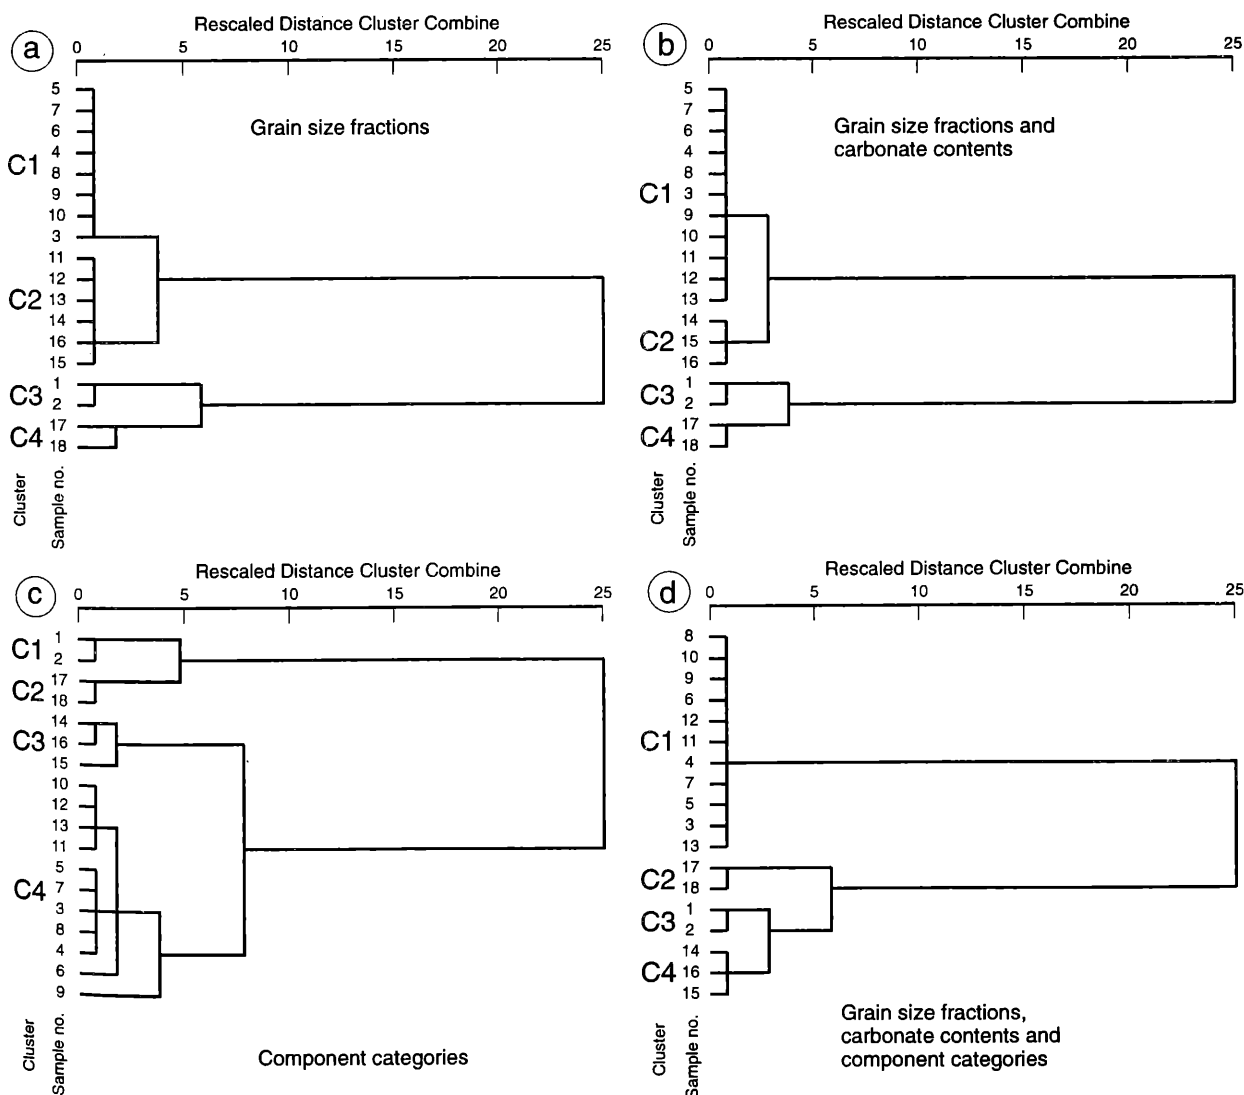 a
Rescaled Distance Cluster Combine
0 5 10 15 20 25
Grain size fractions
C1
5
7
6
4
8
9
10
3
C2
11
12
13
14
16
15
C3
1
2
C4
17
18
Cluster
Sample no.
b
Rescaled Distance Cluster Combine
0 5 10 15 20 25
Grain size fractions and
carbonate contents
C1
5
7
6
4
8
3
9
10
11
12
13
C2
14
15
16
C3
1
2
C4
17
18
Cluster
Sample no.
c
Rescaled Distance Cluster Combine
0 5 10 15 20 25
C1
1
2
C2
17
18
C3
14
16
15
C4
10
12
13
11
5
7
3
8
4
6
9
Cluster
Sample no.
Component categories
d
Rescaled Distance Cluster Combine
0 5 10 15 20 25
C1
8
10
9
6
12
11
4
7
5
3
13
C2
17
18
C3
1
2
C4
14
16
15
Cluster
Sample no.
Grain size fractions,
carbonate contents and
component categories